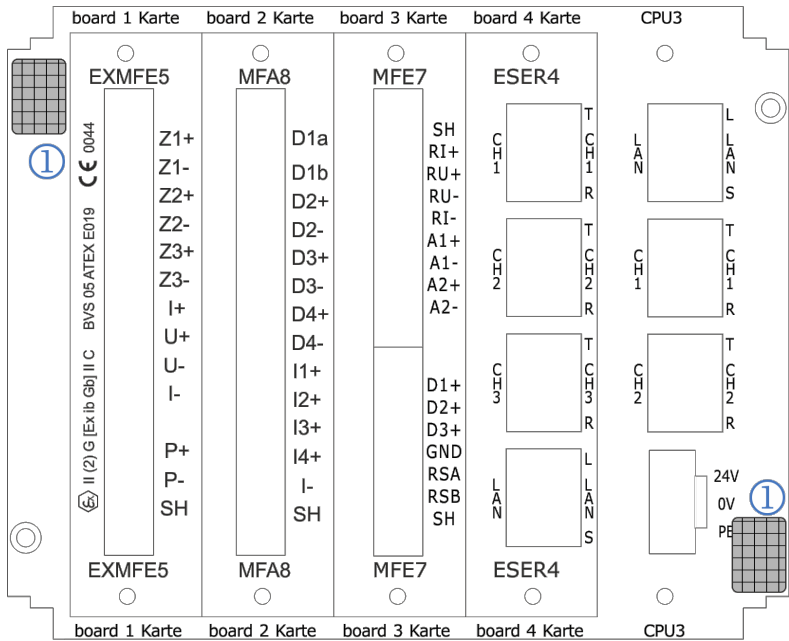 board 1 Karte
board 2 Karte
board 3 Karte
board 4 Karte
CPU3
EXMFE5
MFA8
MFE7
ESER4
1
CE 0044
BVS 05 ATEX E019
Ex II (2) G [Ex ib Gb] II C
Z1+
Z1-
Z2+
Z2-
Z3+
Z3-
I+
U+
U-
I-
P+
P-
SH
D1a
D1b
D2+
D2-
D3+
D3-
D4+
D4-
I1+
I2+
I3+
I4+
I-
SH
SH
RI+
RU+
RU-
RI-
A1+
A1-
A2+
A2-
D1+
D2+
D3+
GND
RSA
RSB
SH
CH1
T CH1 R
CH2
T CH2 R
CH3
T CH3 R
LAN
L LAN S
LAN
L LAN S
CH1
T CH1 R
CH2
T CH2 R
24V
0V
PE
1
EXMFE5
MFA8
MFE7
ESER4
board 1 Karte
board 2 Karte
board 3 Karte
board 4 Karte
CPU3